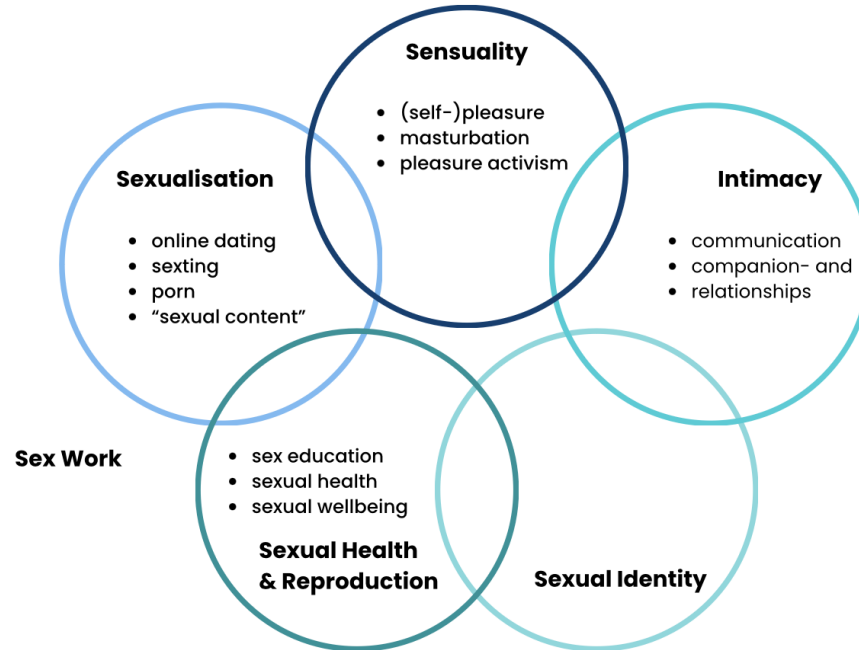 Sensuality
• (self-)pleasure
• masturbation
• pleasure activism
Sexualisation
• online dating
• sexting
• porn
• “sexual content”
Intimacy
• communication
• companion- and
• relationships
Sex Work
• sex education
• sexual health
• sexual wellbeing
Sexual Health
& Reproduction
Sexual Identity